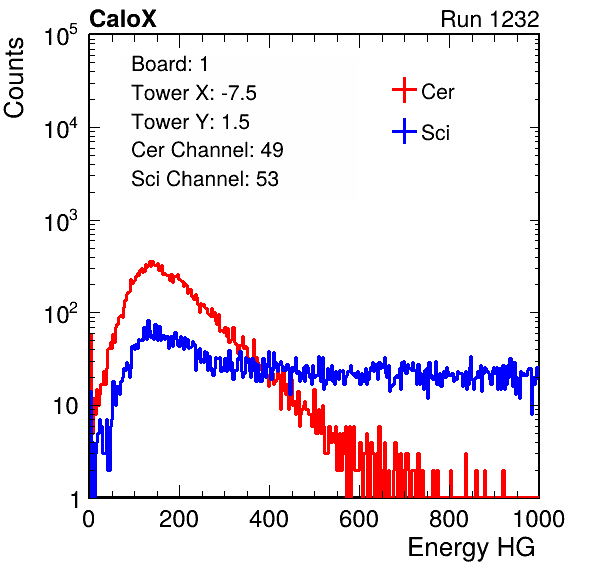 CaloX Run 1232
Counts
Board: 1
Tower X: -7.5
Tower Y: 1.5
Cer Channel: 49
Sci Channel: 53
Cer
Sci
10^5
10^4
10^3
10^2
10
1
0 200 400 600 800 1000
Energy HG